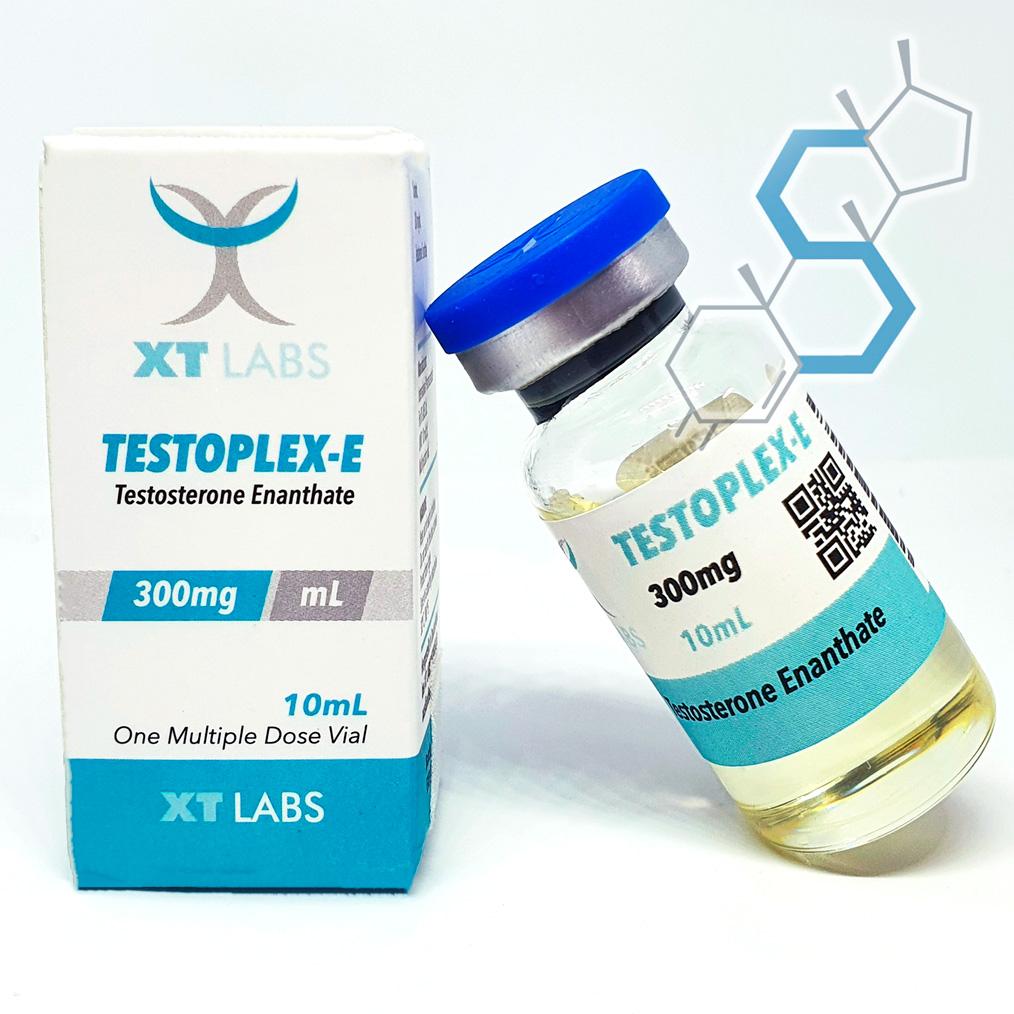 XT LABS
TESTOPLEX-E
Testosterone Enanthate
300mg mL
10mL
One Multiple Dose Vial
XT LABS
TESTOPLEX-E
300mg
10mL
Testosterone Enanthate